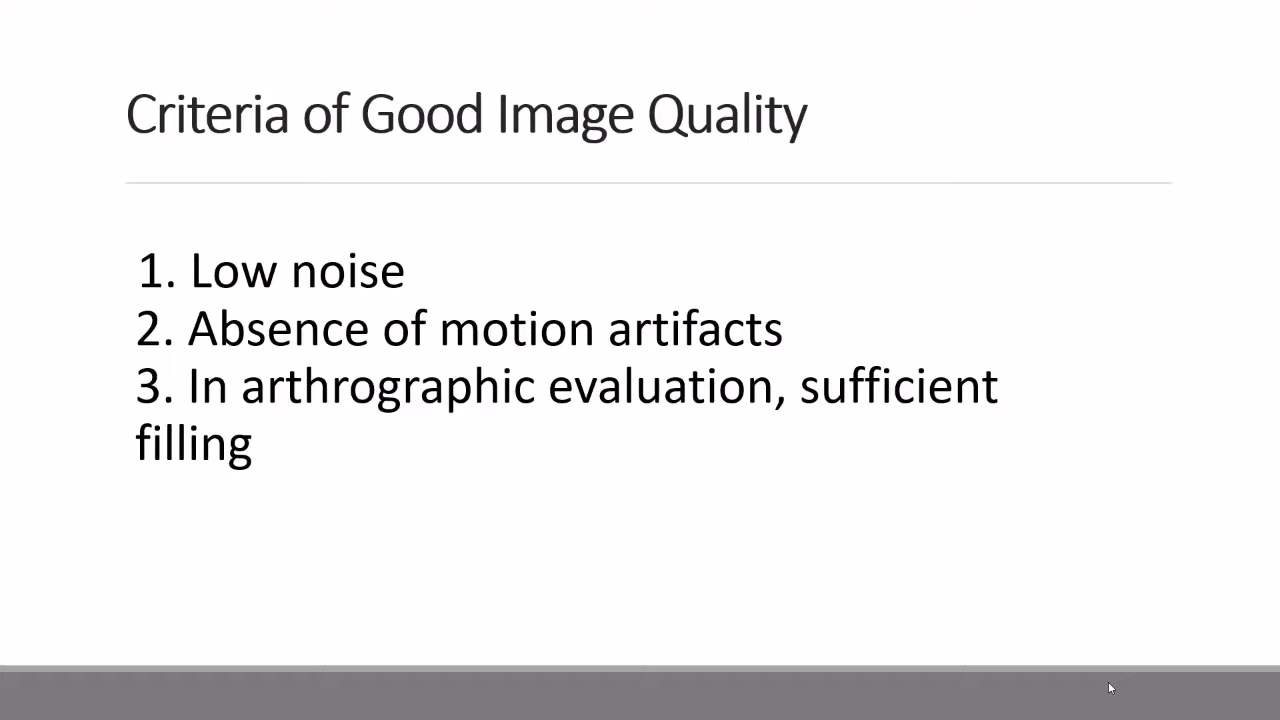 Criteria of Good Image Quality
1. Low noise
2. Absence of motion artifacts
3. In arthrographic evaluation, sufficient
filling